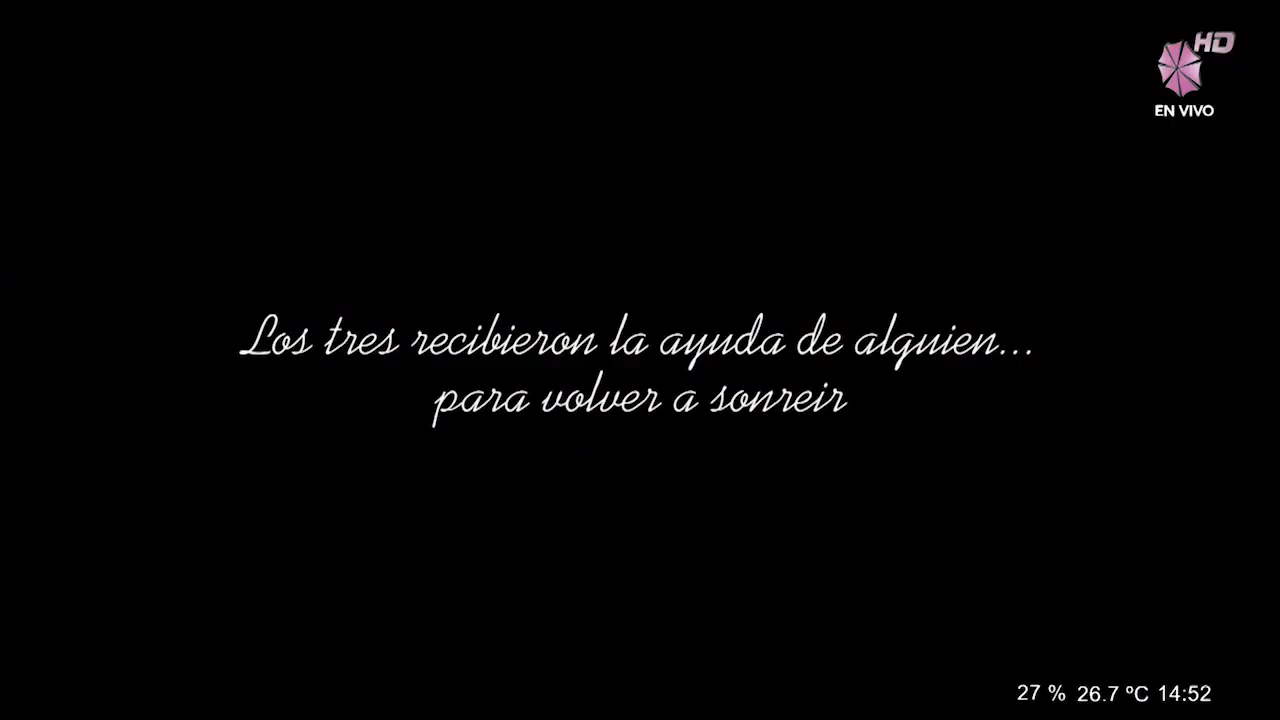 HD
EN VIVO
Los tres recibieron la ayuda de alguien...
para volver a sonreir
27 % 26.7 ºC 14:52